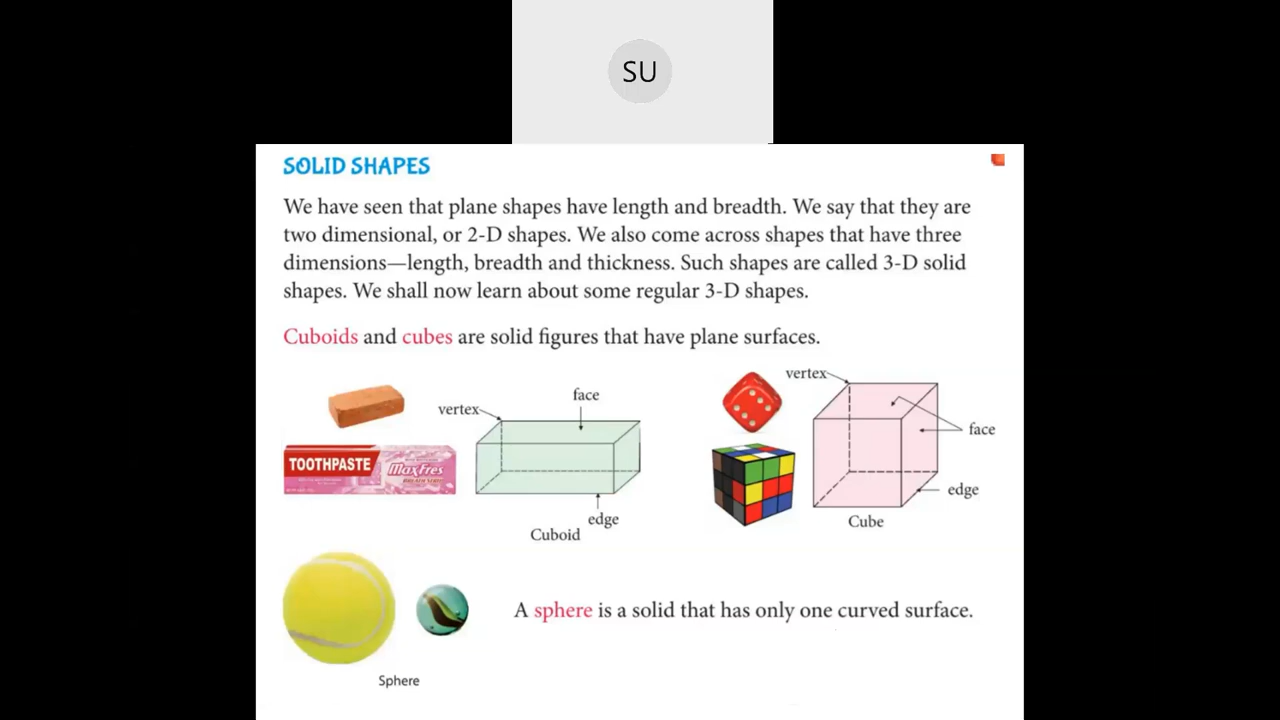 SU
SOLID SHAPES
We have seen that plane shapes have length and breadth. We say that they are
two dimensional, or 2-D shapes. We also come across shapes that have three
dimensions—length, breadth and thickness. Such shapes are called 3-D solid
shapes. We shall now learn about some regular 3-D shapes.
Cuboids and cubes are solid figures that have plane surfaces.
vertex
face
edge
Cuboid
TOOTHPASTE
MaxFres
vertex
face
edge
Cube
A sphere is a solid that has only one curved surface.
Sphere